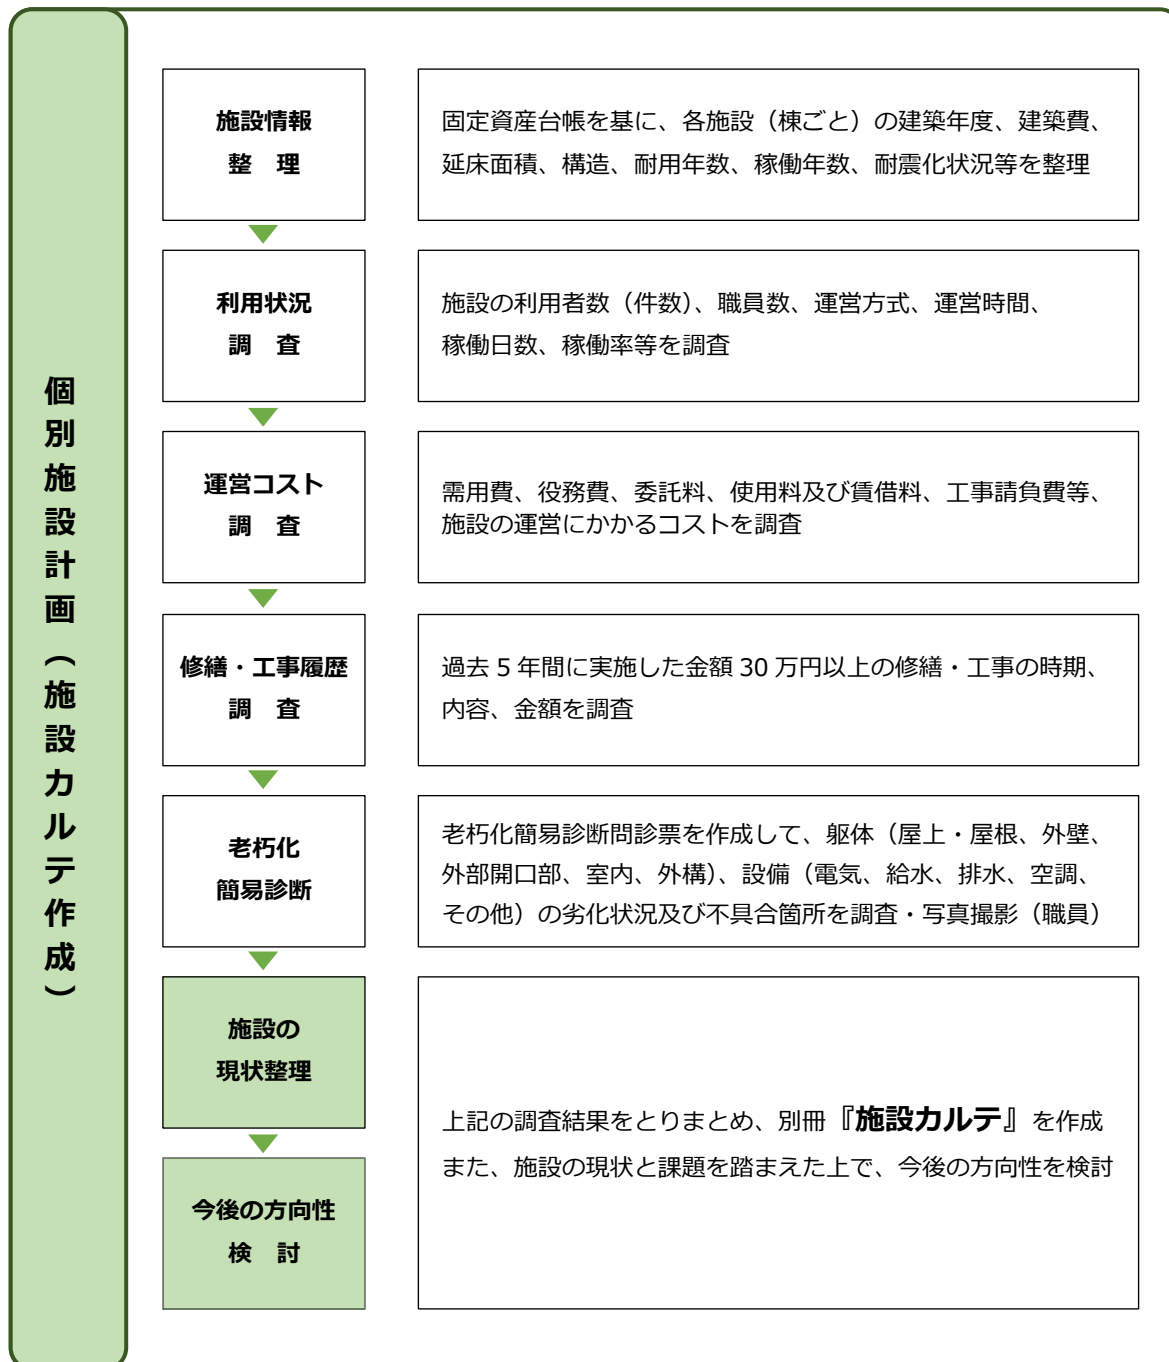 個別施設計画（施設カルテ作成）
施設情報
整　理
固定資産台帳を基に、各施設（棟ごと）の建築年度、建築費、
延床面積、構造、耐用年数、稼働年数、耐震化状況等を整理
利用状況
調　査
施設の利用者数（件数）、職員数、運営方式、運営時間、
稼働日数、稼働率等を調査
運営コスト
調　査
需用費、役務費、委託料、使用料及び賃借料、工事請負費等、
施設の運営にかかるコストを調査
修繕・工事履歴
調　査
過去 5 年間に実施した金額 30 万円以上の修繕・工事の時期、
内容、金額を調査
老朽化
簡易診断
老朽化簡易診断問診票を作成して、躯体（屋上・屋根、外壁、
外部開口部、室内、外構）、設備（電気、給水、排水、空調、
その他）の劣化状況及び不具合箇所を調査・写真撮影（職員）
施設の
現状整理
今後の方向性
検　討
上記の調査結果をとりまとめ、別冊『施設カルテ』を作成
また、施設の現状と課題を踏まえた上で、今後の方向性を検討